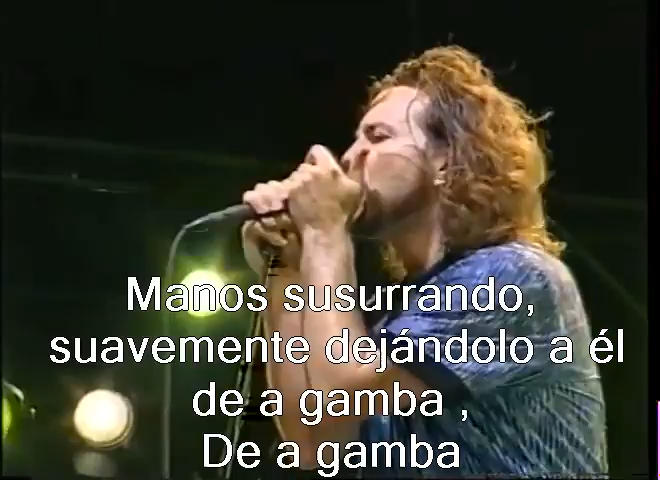 Manos susurrando,
suavemente dejándolo a él
de a gamba ,
De a gamba